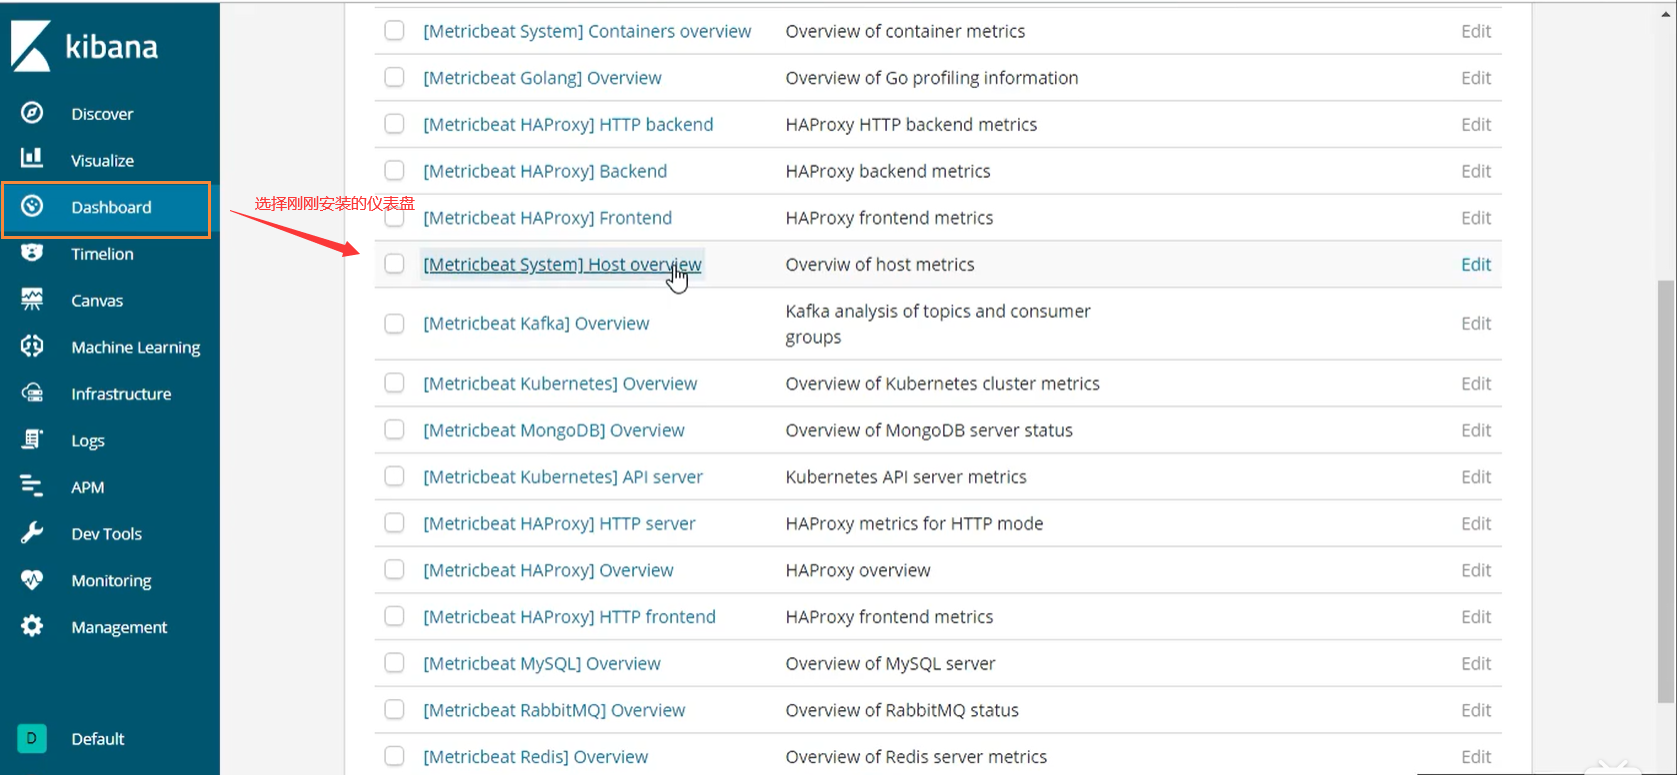 kibana
Discover
Visualize
Dashboard
Timelion
Canvas
Machine Learning
Infrastructure
Logs
APM
Dev Tools
Monitoring
Management
D Default
选择刚刚安装的仪表盘
[Metricbeat System] Containers overview Overview of container metrics Edit
[Metricbeat Golang] Overview Overview of Go profiling information Edit
[Metricbeat HAProxy] HTTP backend HAProxy HTTP backend metrics Edit
[Metricbeat HAProxy] Backend HAProxy backend metrics Edit
[Metricbeat HAProxy] Frontend HAProxy frontend metrics Edit
[Metricbeat System] Host overview Overviw of host metrics Edit
[Metricbeat Kafka] Overview Kafka analysis of topics and consumer
groups Edit
[Metricbeat Kubernetes] Overview Overview of Kubernetes cluster metrics Edit
[Metricbeat MongoDB] Overview Overview of MongoDB server status Edit
[Metricbeat Kubernetes] API server Kubernetes API server metrics Edit
[Metricbeat HAProxy] HTTP server HAProxy metrics for HTTP mode Edit
[Metricbeat HAProxy] Overview HAProxy overview Edit
[Metricbeat HAProxy] HTTP frontend HAProxy frontend metrics Edit
[Metricbeat MySQL] Overview Overview of MySQL server Edit
[Metricbeat RabbitMQ] Overview Overview of RabbitMQ status Edit
[Metricbeat Redis] Overview Overview of Redis server metrics Edit